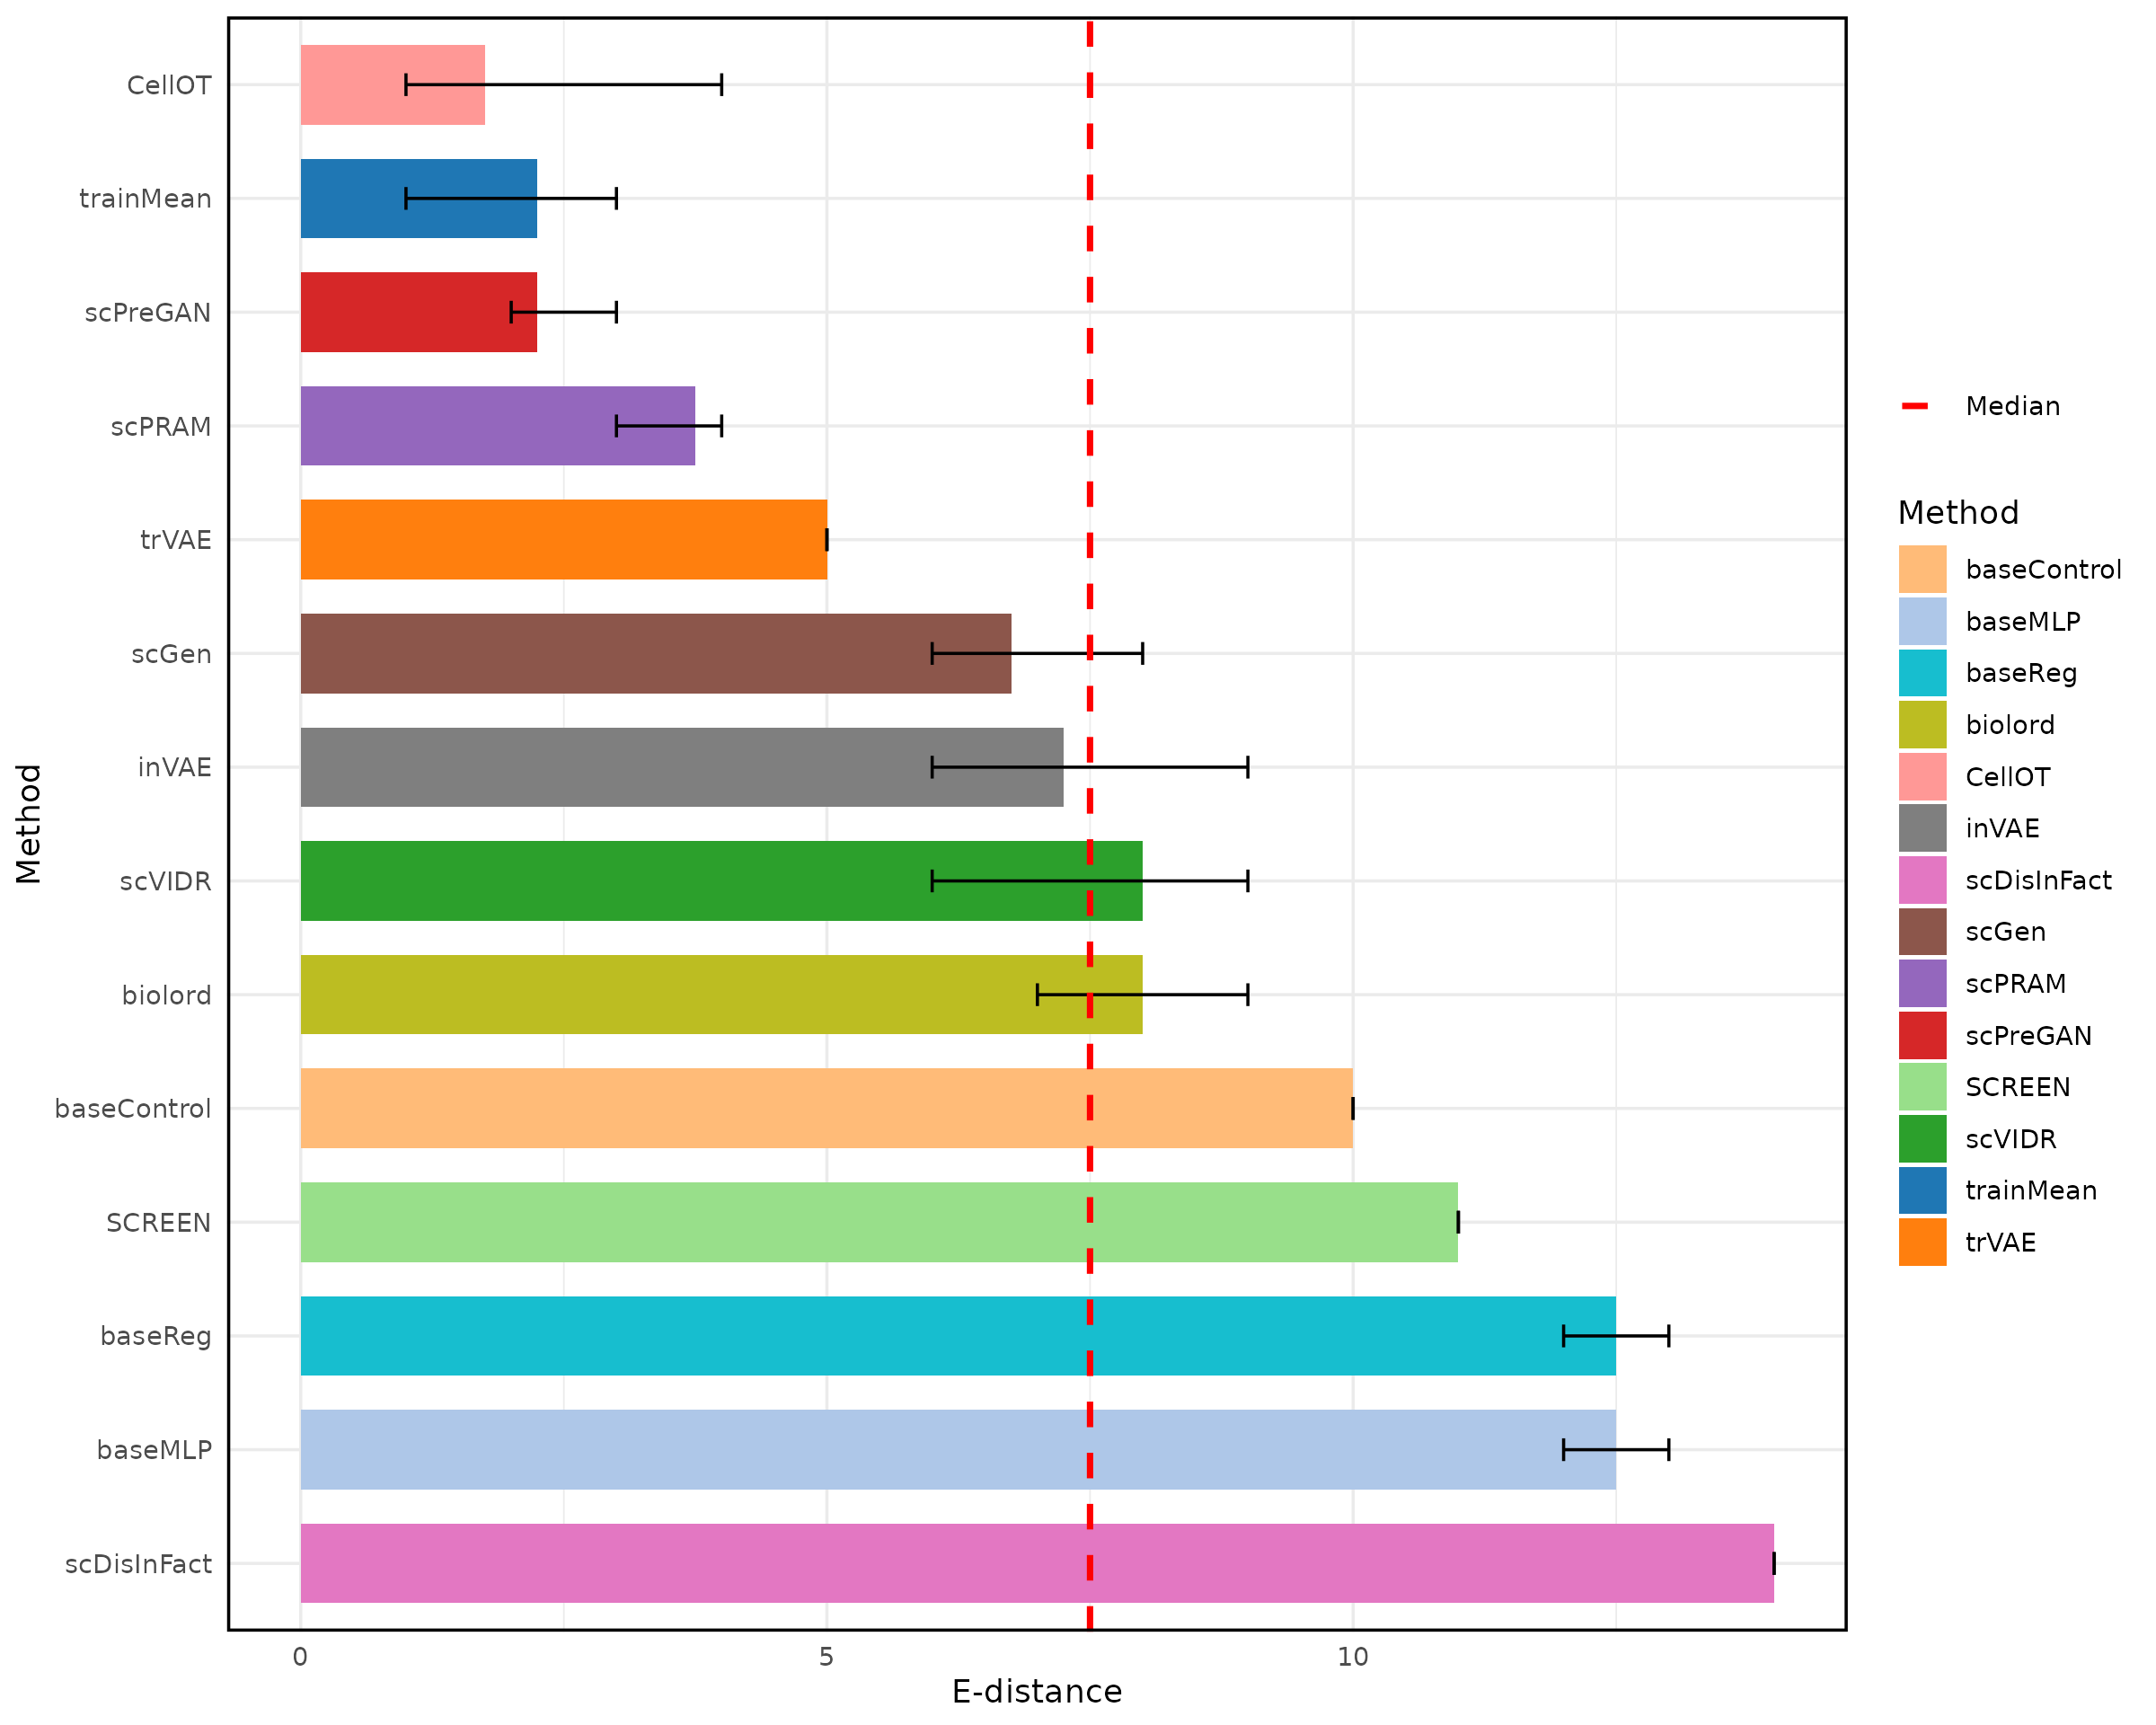 Method
CellOT
trainMean
scPreGAN
scPRAM
trVAE
scGen
inVAE
scVIDR
biolord
baseControl
SCREEN
baseReg
baseMLP
scDisInFact
0 5 10
E-distance
Median
Method
baseControl
baseMLP
baseReg
biolord
CellOT
inVAE
scDisInFact
scGen
scPRAM
scPreGAN
SCREEN
scVIDR
trainMean
trVAE